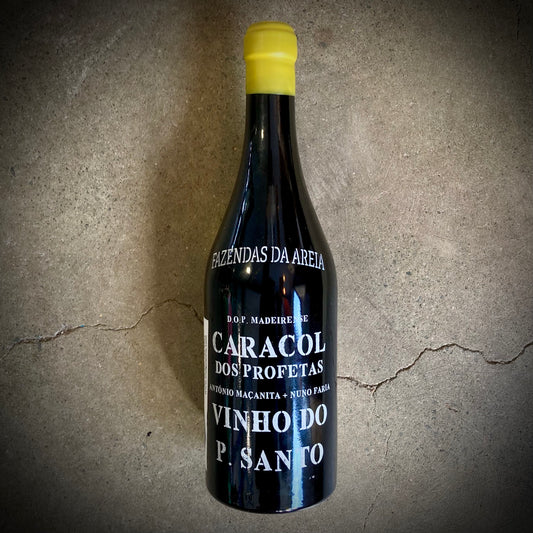 FAZENDAS DA AREIA
D.O.P. MADEIRENSE
CARACOL
DOS PROFETAS
ANTÓNIO MAÇANITA + NUNO FARIA
VINHO DO
P. SANTO